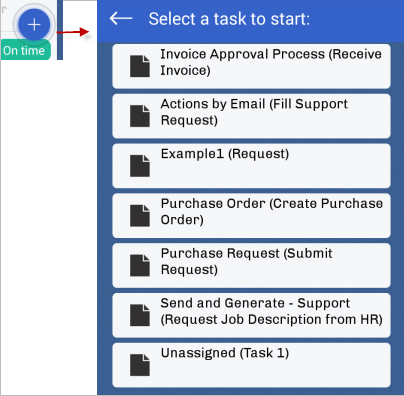 r
On time
Select a task to start:
Invoice Approval Process (Receive
Invoice)
Actions by Email (Fill Support
Request)
Example1 (Request)
Purchase Order (Create Purchase
Order)
Purchase Request (Submit
Request)
Send and Generate - Support
(Request Job Description from HR)
Unassigned (Task 1)